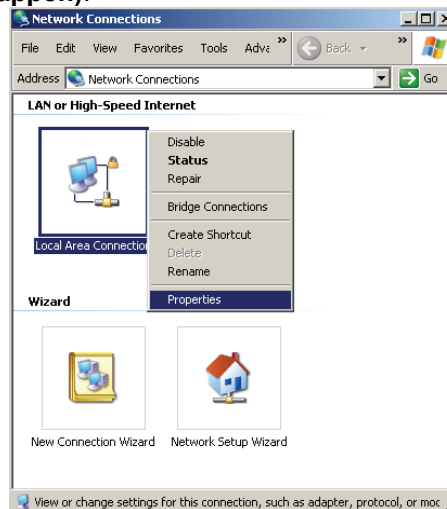 appen).
Network Connections
File Edit View Favorites Tools Adva » Back »
Address Network Connections Go
LAN or High-Speed Internet
Disable
Status
Repair
Bridge Connections
Create Shortcut
Local Area Connection
Delete
Rename
Wizard
Properties
New Connection Wizard Network Setup Wizard
View or change settings for this connection, such as adapter, protocol, or moc